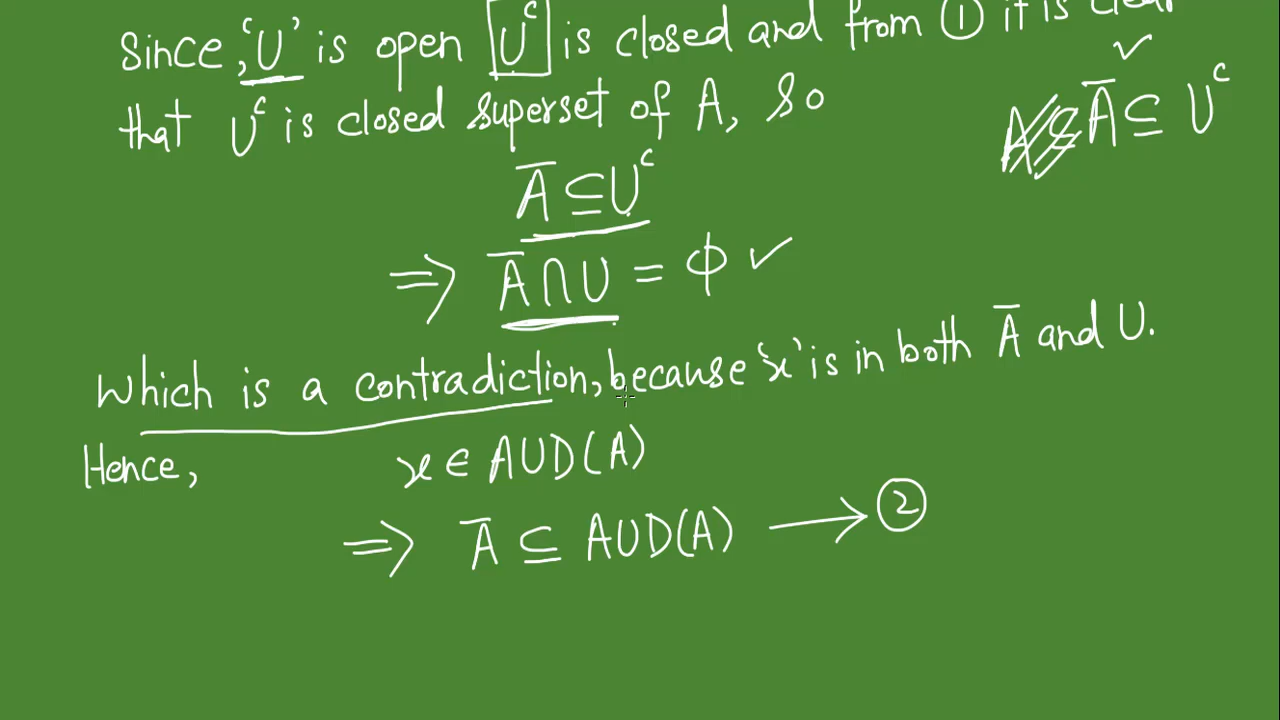 Since, 'U' is open U^c is closed and from ① it is clear
that U^c is closed superset of A, so
A̅ ⊆ U^c
A̅ ⊆ U^c
⇒ A̅ ∩ U = φ ✓
Which is a contradiction, because 'x' is in both A̅ and U.
Hence, x ∈ A∪D(A)
⇒ A̅ ⊆ A∪D(A) → ②